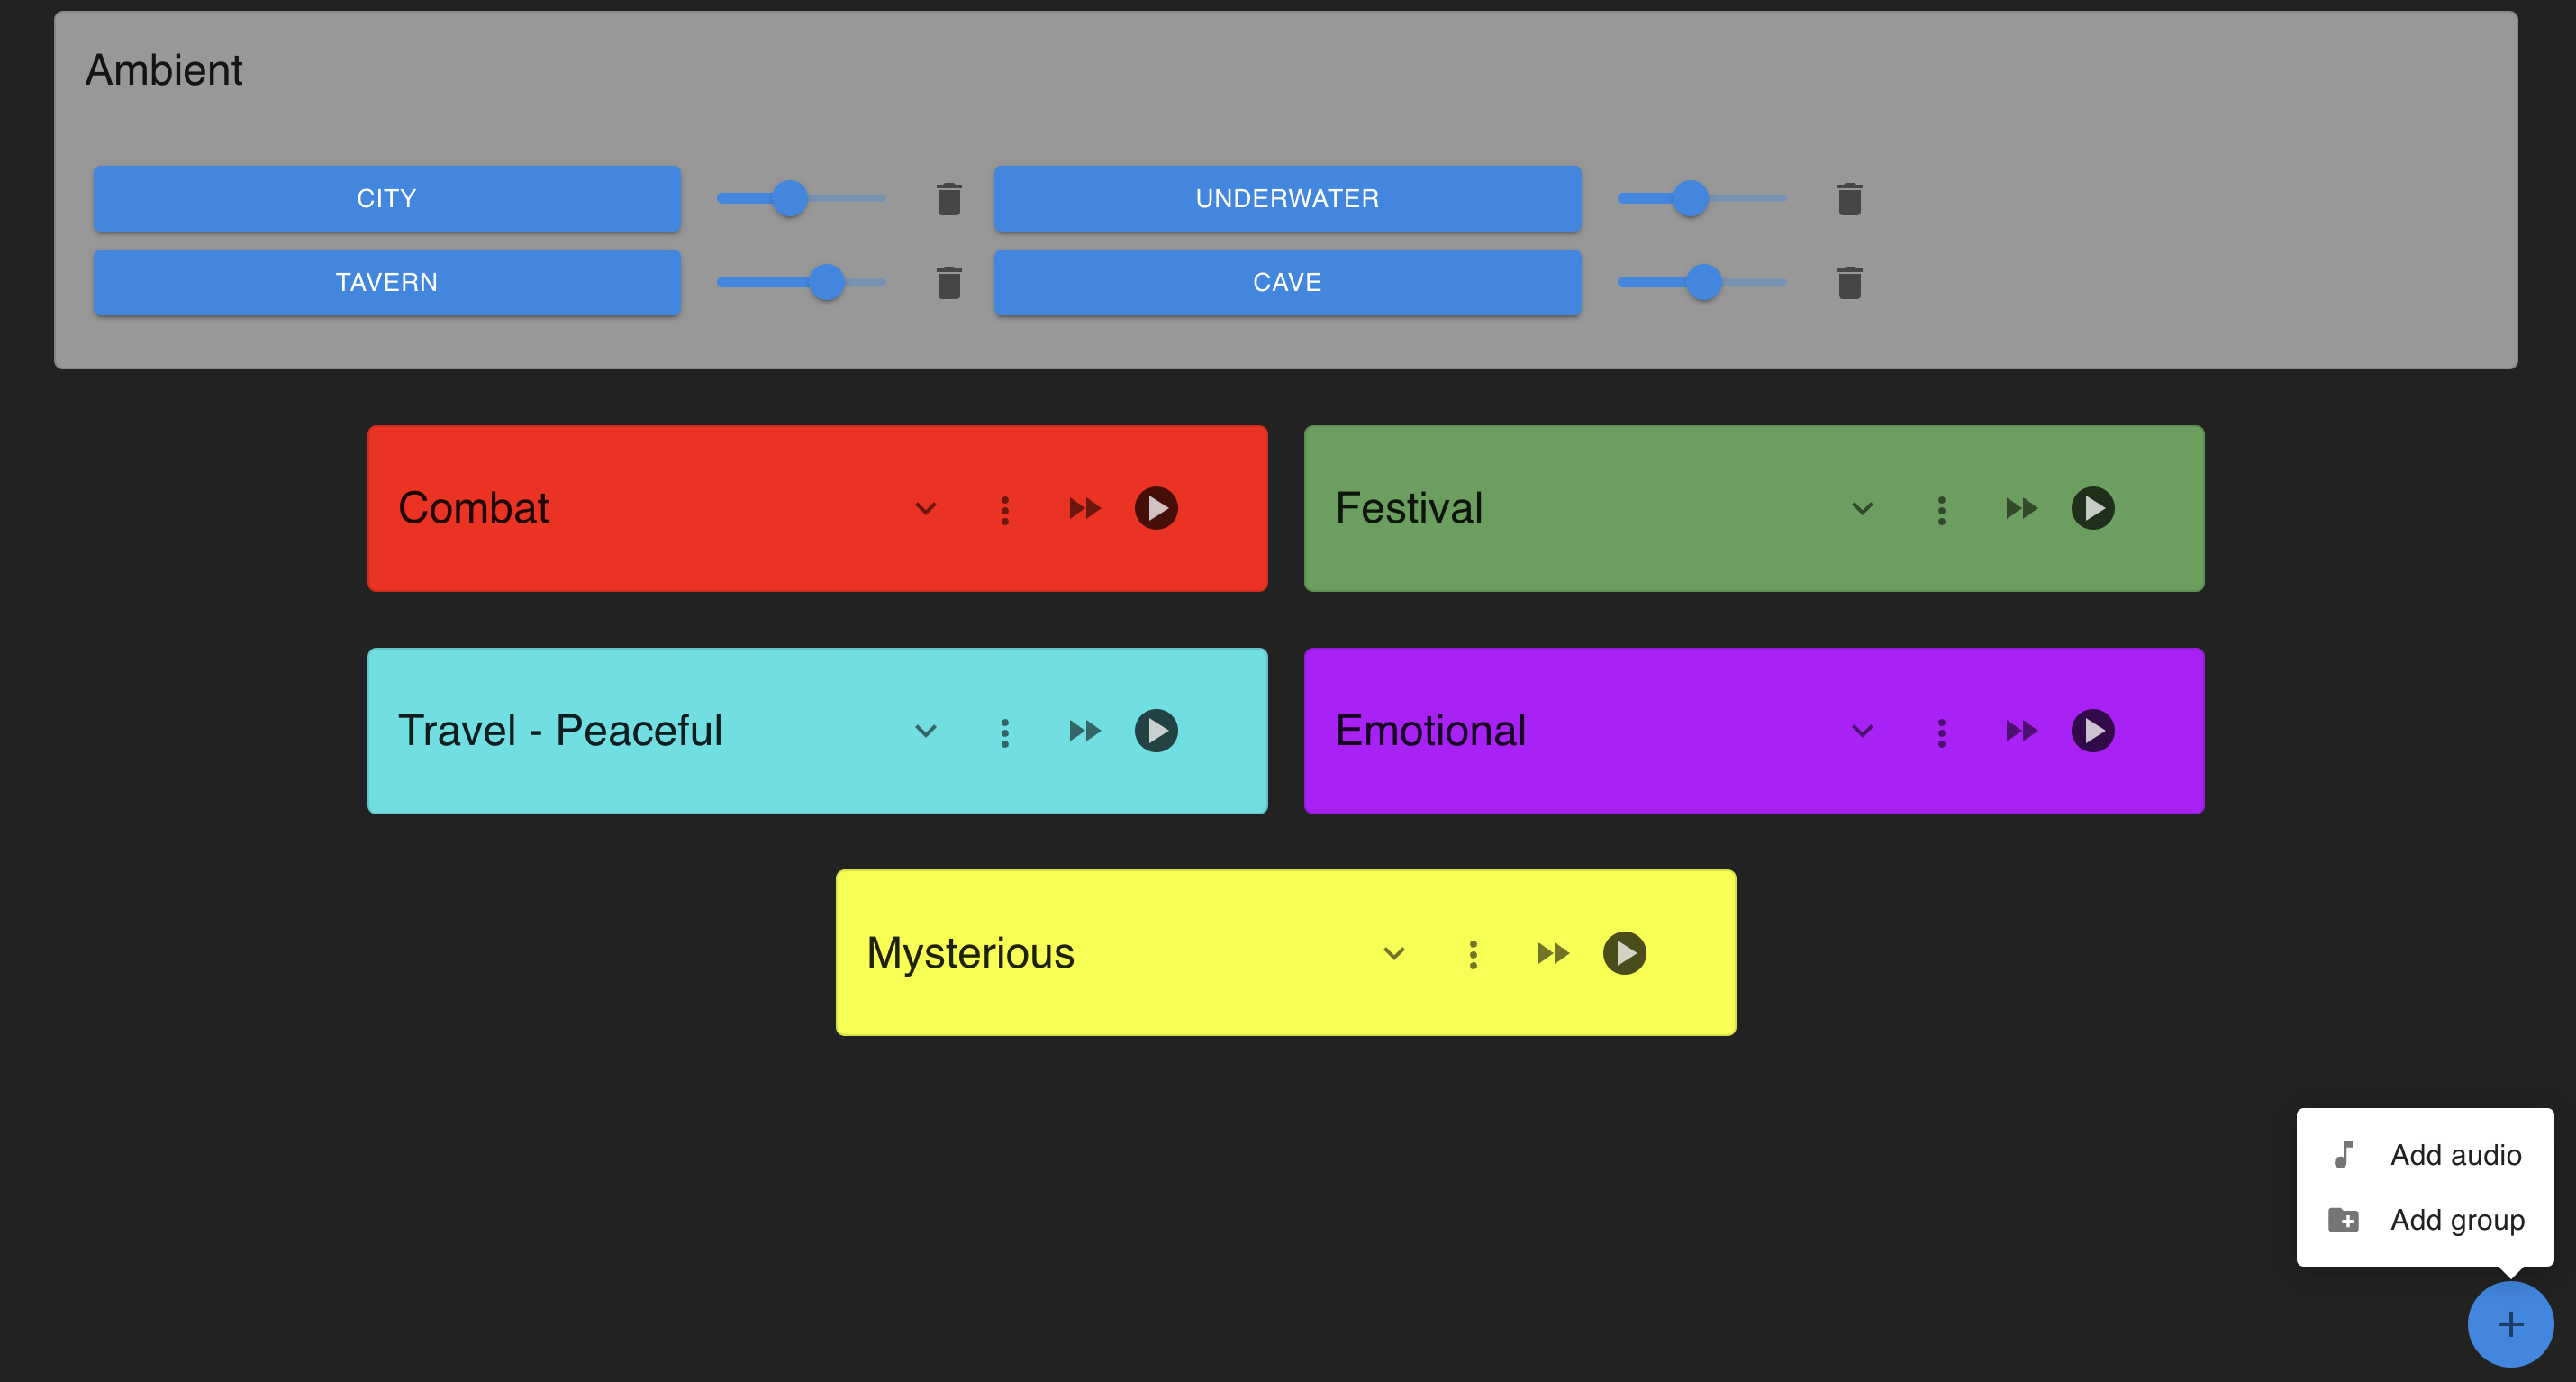 Ambient
CITY
UNDERWATER
TAVERN
CAVE
Combat
Festival
Travel - Peaceful
Emotional
Mysterious
Add audio
Add group